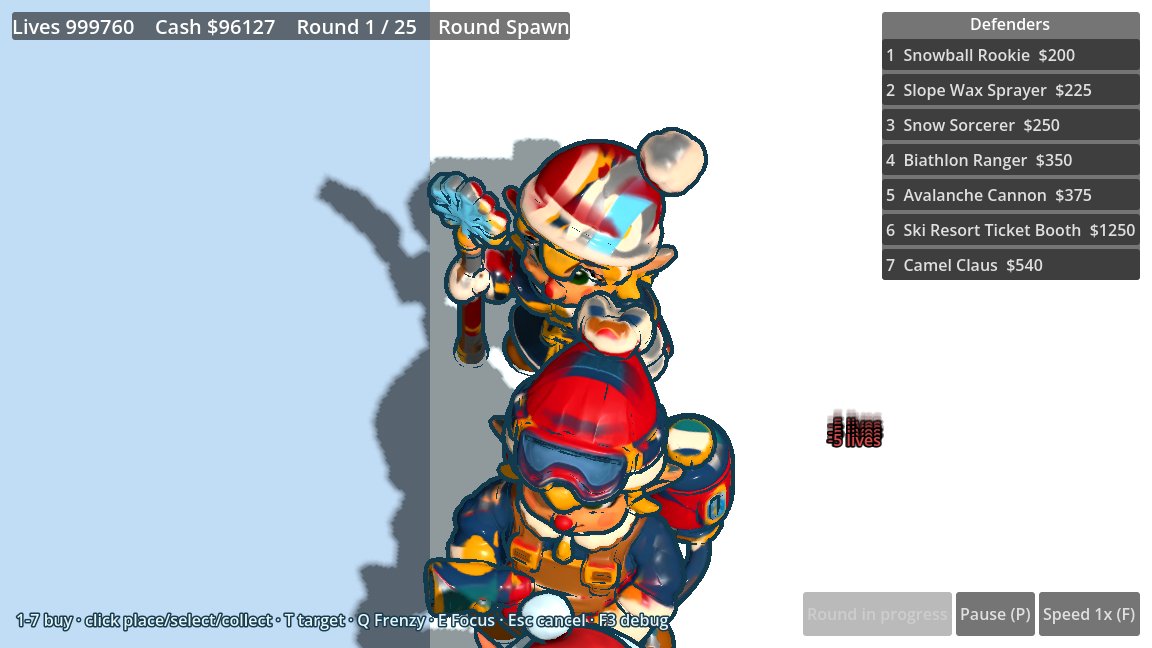 Lives 999760 Cash $96127 Round 1 / 25 Round Spawn
Defenders
1 Snowball Rookie $200
2 Slope Wax Sprayer $225
3 Snow Sorcerer $250
4 Biathlon Ranger $350
5 Avalanche Cannon $375
6 Ski Resort Ticket Booth $1250
7 Camel Claus $540
-5 lives
Round in progress Pause (P) Speed 1x (F)
1-7 buy · click place/select/collect · T target · Q Frenzy · E Focus · Esc cancel · F3 debug